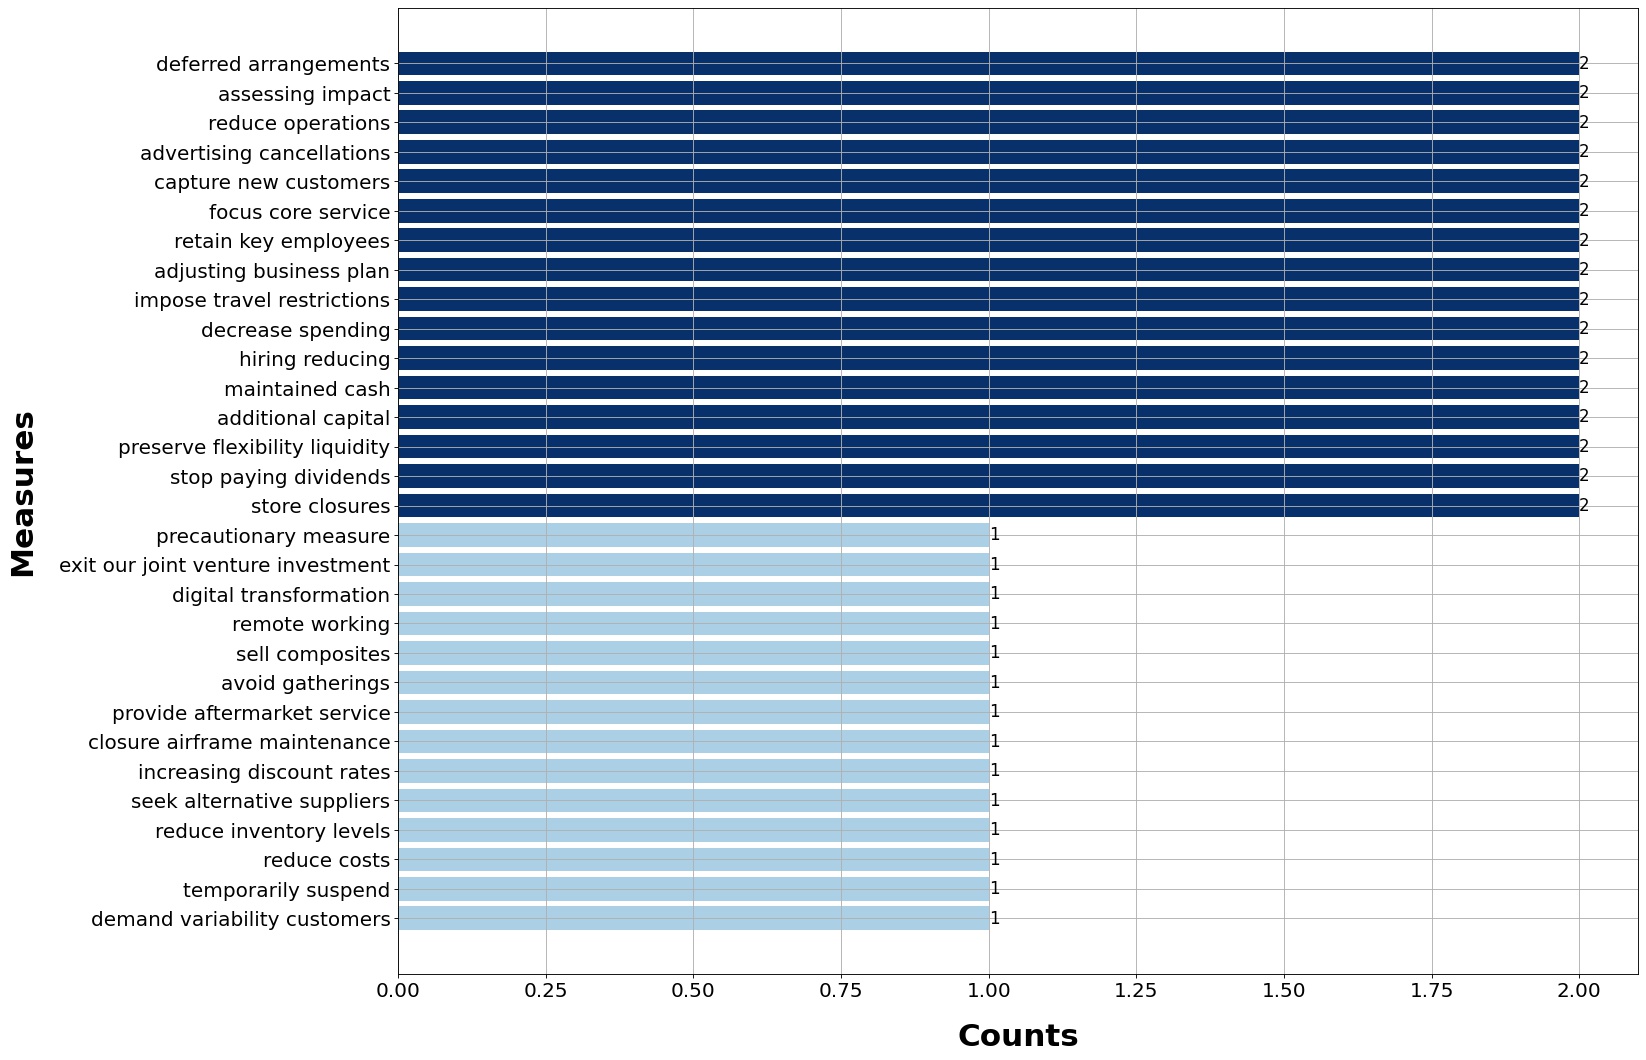 deferred arrangements 2
assessing impact 2
reduce operations 2
advertising cancellations 2
capture new customers 2
focus core service 2
retain key employees 2
adjusting business plan 2
impose travel restrictions 2
decrease spending 2
hiring reducing 2
maintained cash 2
additional capital 2
preserve flexibility liquidity 2
stop paying dividends 2
store closures 2
precautionary measure 1
exit our joint venture investment 1
digital transformation 1
remote working 1
sell composites 1
avoid gatherings 1
provide aftermarket service 1
closure airframe maintenance 1
increasing discount rates 1
seek alternative suppliers 1
reduce inventory levels 1
reduce costs 1
temporarily suspend 1
demand variability customers 1
Measures
0.00 0.25 0.50 0.75 1.00 1.25 1.50 1.75 2.00
Counts